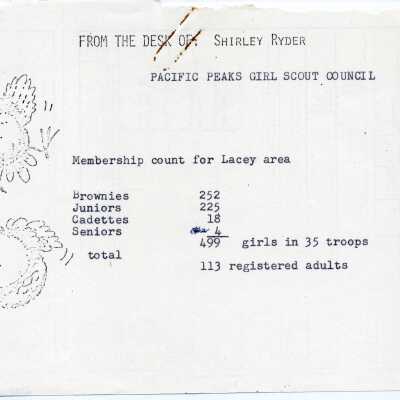 FROM THE DESK OF: SHIRLEY RYDER
PACIFIC PEAKS GIRL SCOUT COUNCIL
Membership count for Lacey area
Brownies 252
Juniors 225
Cadettes 18
Seniors 4
499 girls in 35 troops
total
113 registered adults